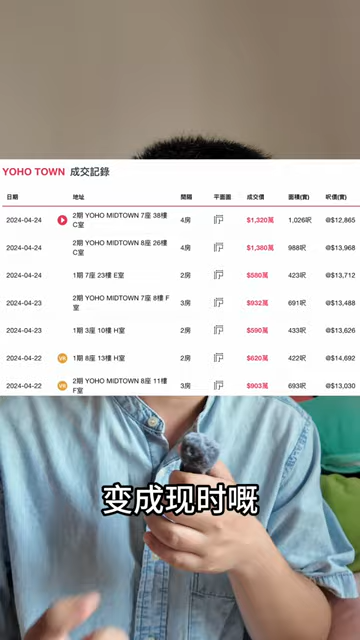 YOHO TOWN 成交記錄
日期 地址 間隔 平面圖 成交價 面積(實) 呎價(實)
2024-04-24 2期 YOHO MIDTOWN 7座 38樓 C室 4房 $1,320萬 1,026呎 @$12,865
2024-04-24 2期 YOHO MIDTOWN 8座 26樓 C室 4房 $1,380萬 988呎 @$13,968
2024-04-24 1期 7座 23樓 E室 2房 $580萬 423呎 @$13,712
2024-04-23 2期 YOHO MIDTOWN 7座 8樓 F室 3房 $932萬 691呎 @$13,488
2024-04-23 1期 3座 10樓 H室 2房 $590萬 433呎 @$13,626
2024-04-22 VR 1期 8座 13樓 H室 2房 $620萬 422呎 @$14,692
2024-04-22 VR 2期 YOHO MIDTOWN 8座 11樓 F室 3房 $903萬 693呎 @$13,030
变成现时嘅